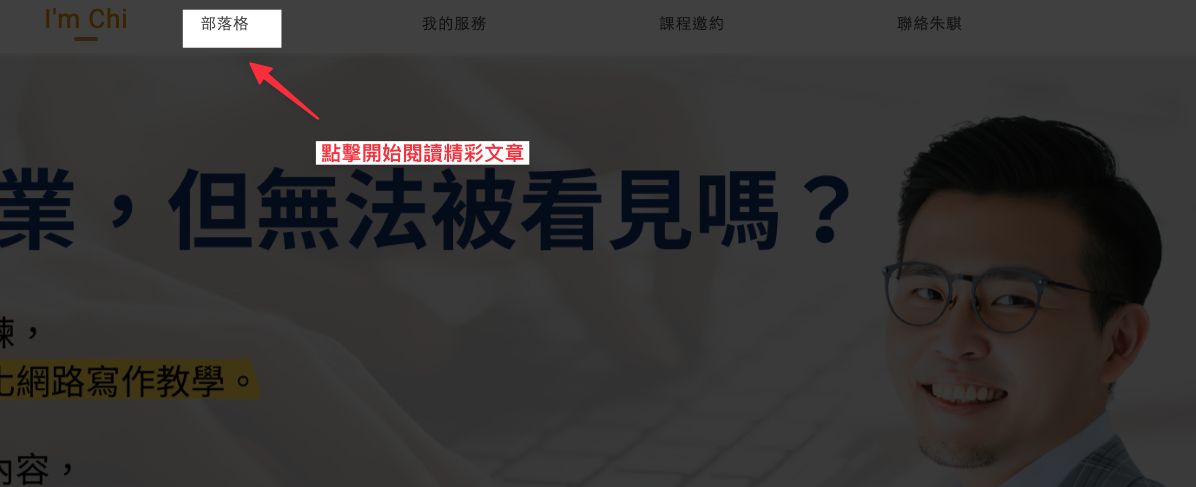 I'm Chi 部落格 我的服務 課程邀約 聯絡朱騏
點擊開始閱讀精彩文章
業，但無法被看見嗎？
練，
化網路寫作教學。
內容，